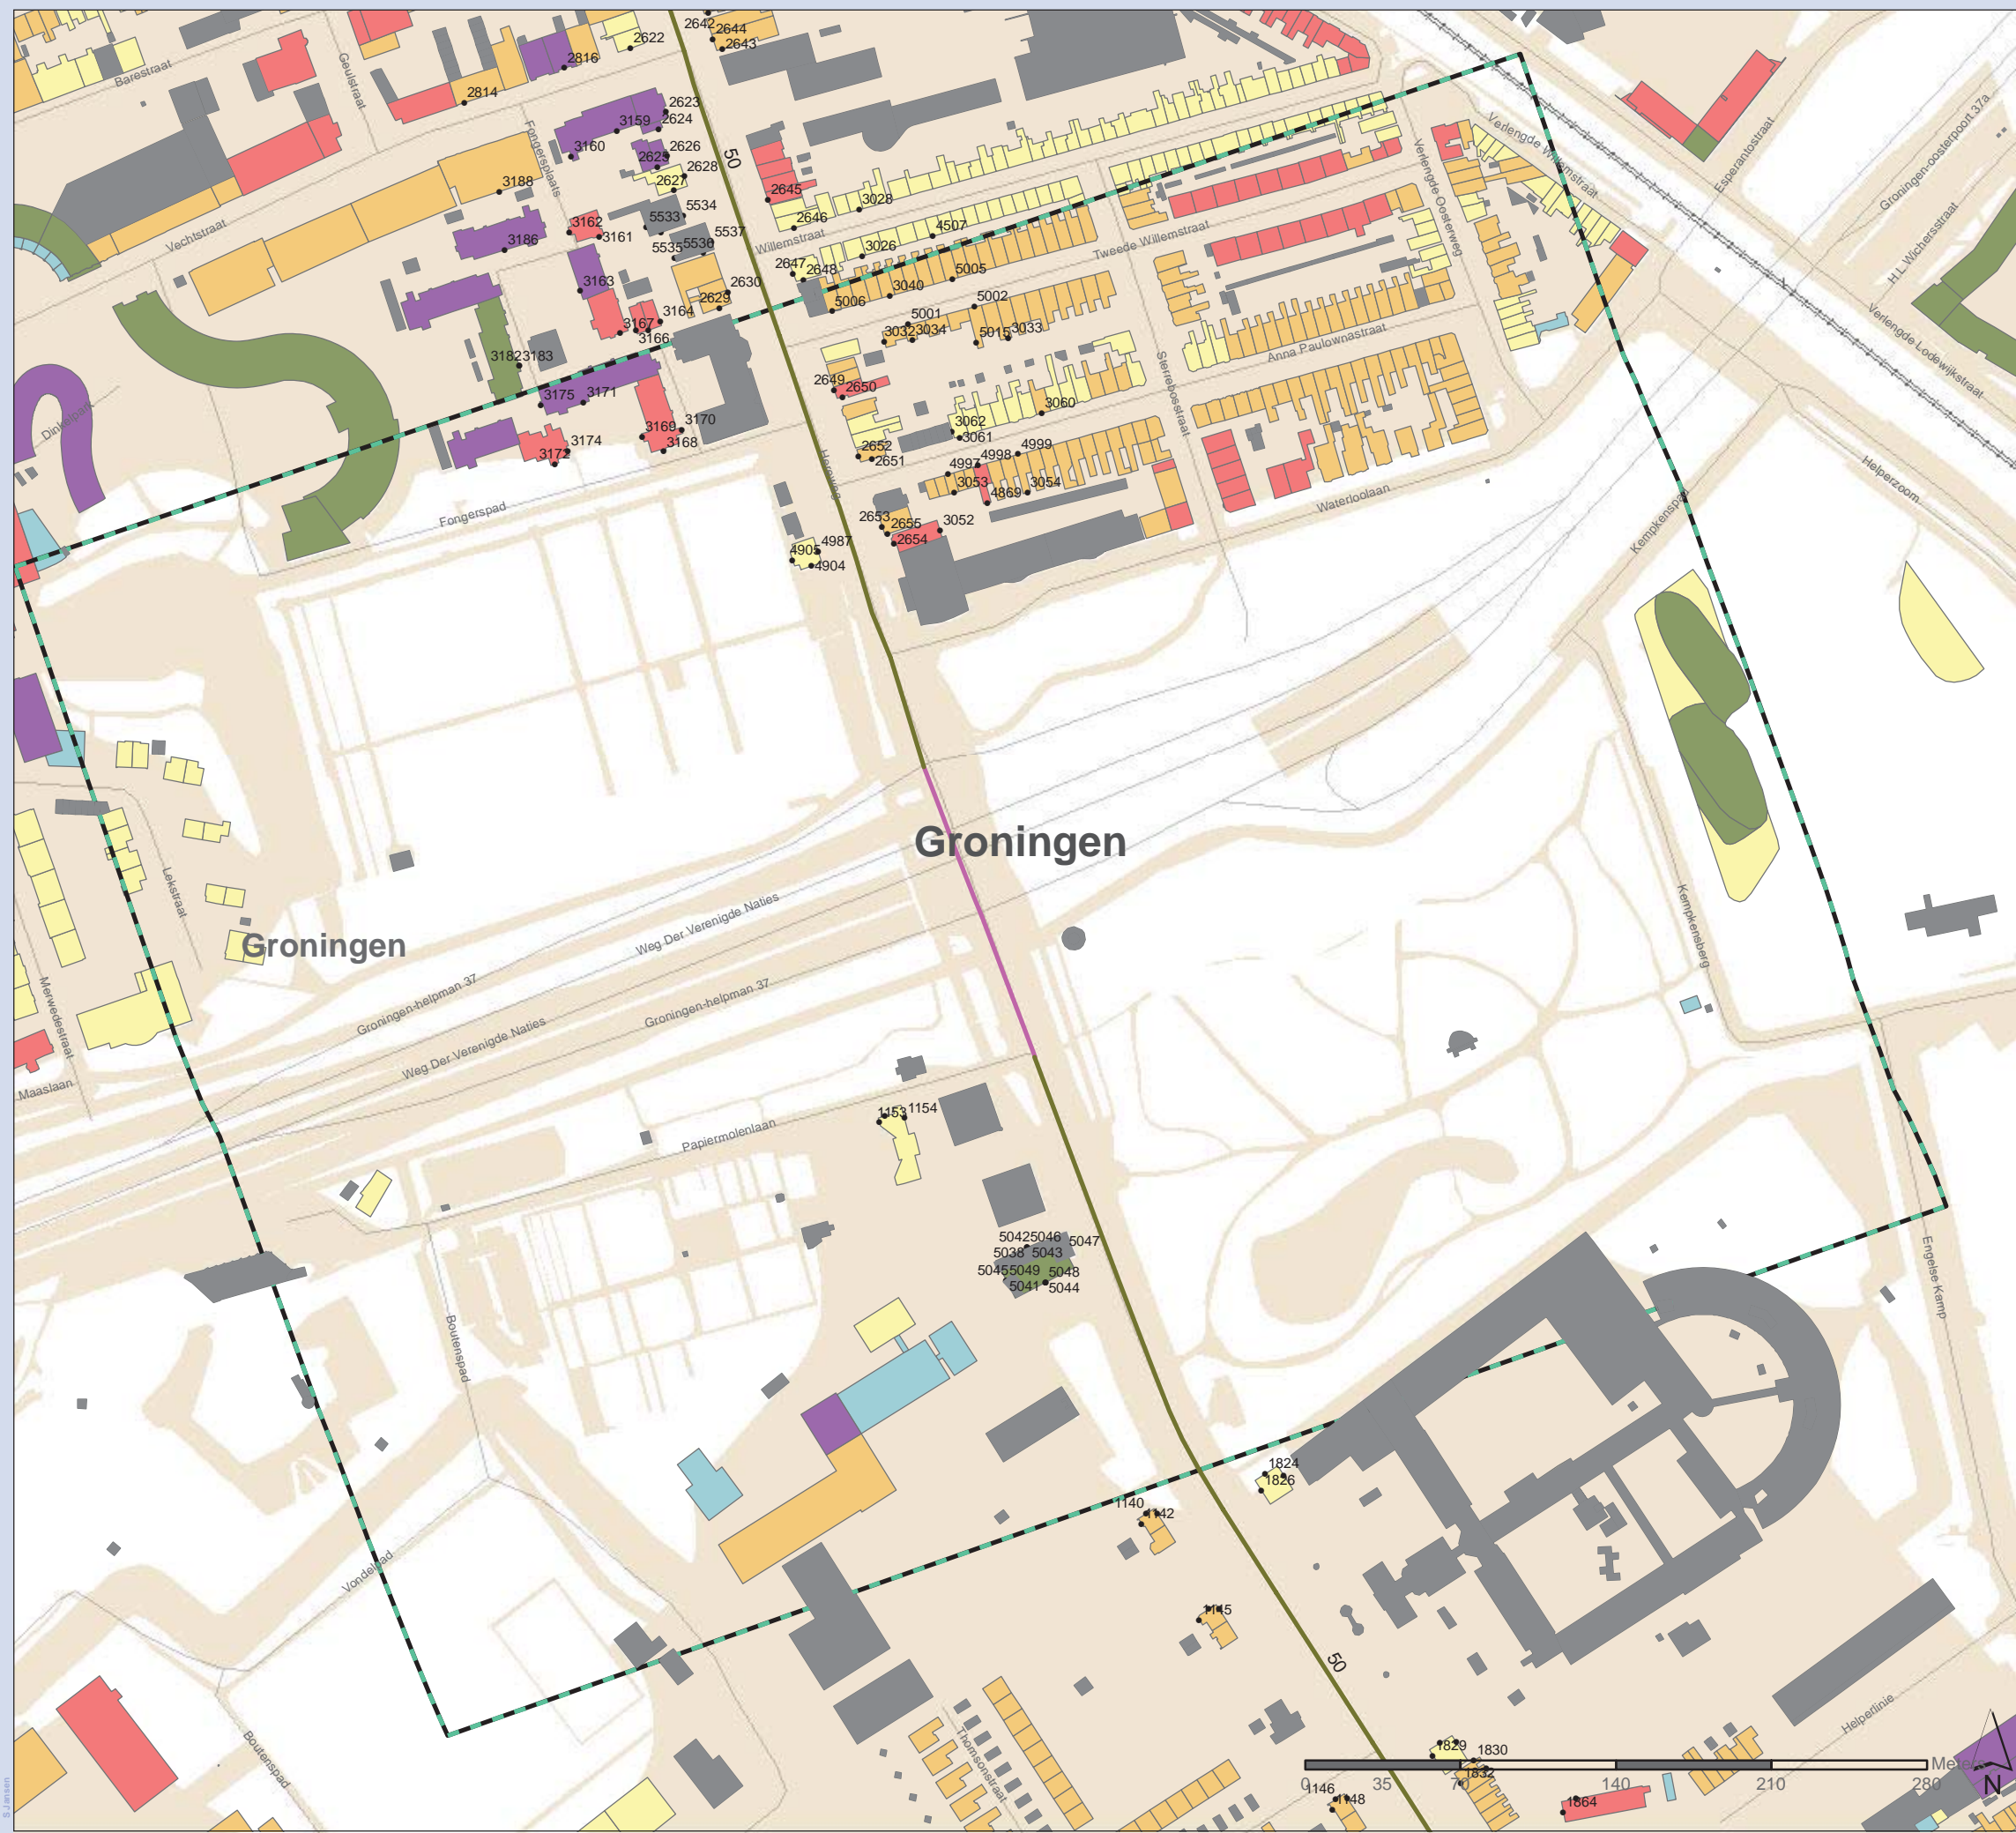 2642
2644
2643
2622
2816
2814
Barestraat
Geulstraat
Fongersplaats
2623
2624
3159
3160
2626
2625
2628
2627
50
3188
Vechtstraat
3186
3162
3161
5533
5534
5535
5536
5537
2645
2646
3028
Willemstraat
4507
3026
2647
2648
5005
3040
5006
Tweede Willemstraat
Verlengde Willemstraat
Verlengde Oosterweg
Esperantostraat
Groningen-oosterpoort 37a
H.L.Wichersstraat
Verlengde Lodewijkstraat
3163
2630
2629
3164
3167
3166
5002
5001
3032
3034
5015
3033
Anna Paulownastraat
Sterrebosstraat
3182
3183
3175
3171
Dinkelpark
2649
2650
3060
3062
3061
3169
3170
3168
3174
3172
2652
2651
Hereweg
4999
4998
4997
3053
4869
3054
Waterloolaan
Helperzoom
Kempkenspad
Fongerspad
2653
2655
2654
3052
4987
4905
4904
Groningen
Groningen
Lekstraat
Merwedestraat
Maaslaan
Weg Der Verenigde Naties
Groningen-helpman 37
Groningen-helpman 37
Weg Der Verenigde Naties
Kempkensberg
Papiermolenlaan
1153
1154
5042
5046
5047
5038
5043
5045
5049
5048
5041
5044
Engelse Kamp
Boutenspad
Vondelpad
1824
1826
1140
1142
1145
50
Boutenspad
Thomsonstraat
Helperlinie
1829
1830
1832
1146
1148
1864
0
35
70
140
210
280
Meters
N
S Jansen